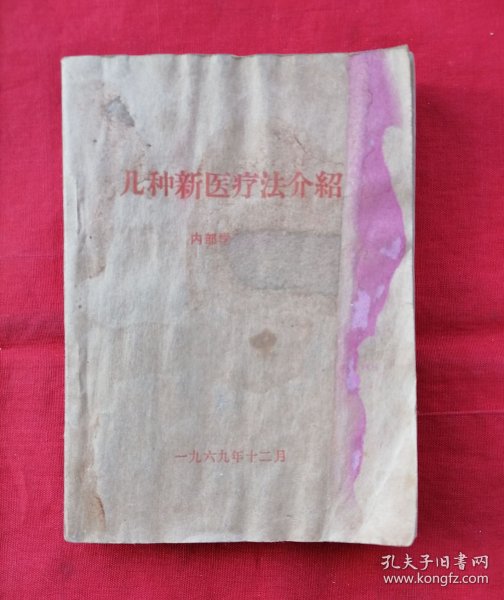 几种新医疗法介紹
内部
一九六九年十二月
孔夫子旧書网
www.kongfz.com